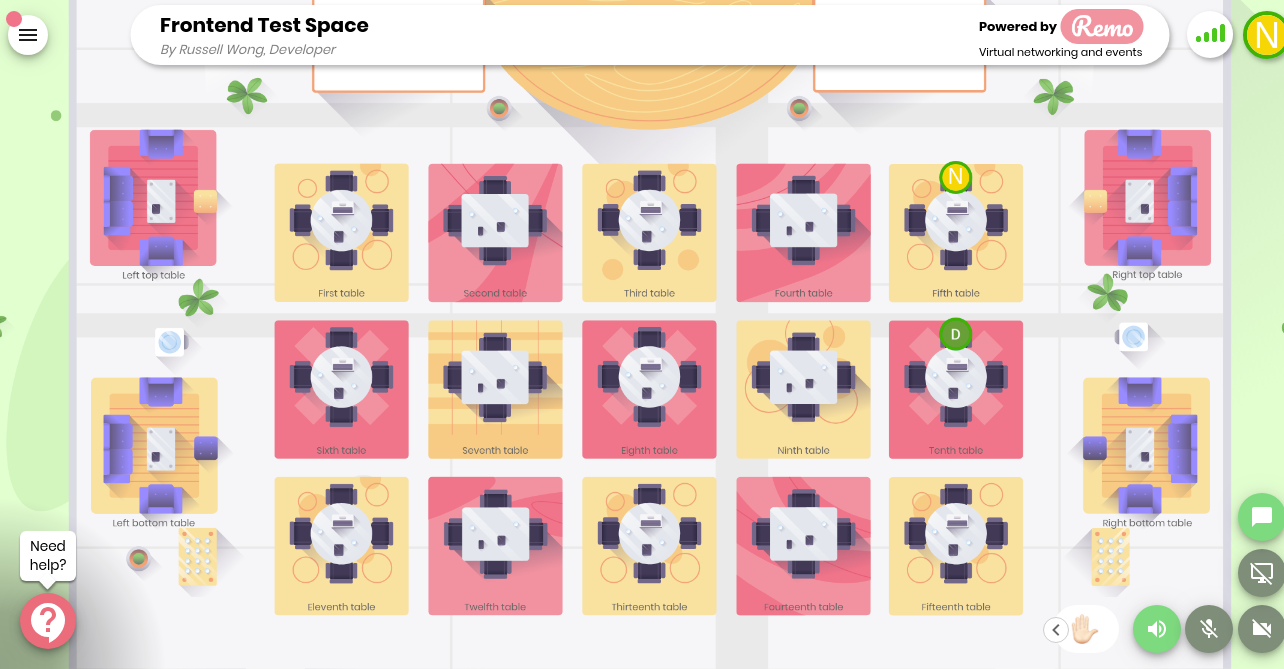 Frontend Test Space
By Russell Wong, Developer
Powered by Remo
Virtual networking and events
N
Left top table
First table
Second table
Third table
Fourth table
N
Fifth table
Right top table
Sixth table
Seventh table
Eighth table
Ninth table
D
Tenth table
Left bottom table
Right bottom table
Eleventh table
Twelfth table
Thirteenth table
Fourteenth table
Fifteenth table
Need
help?
?